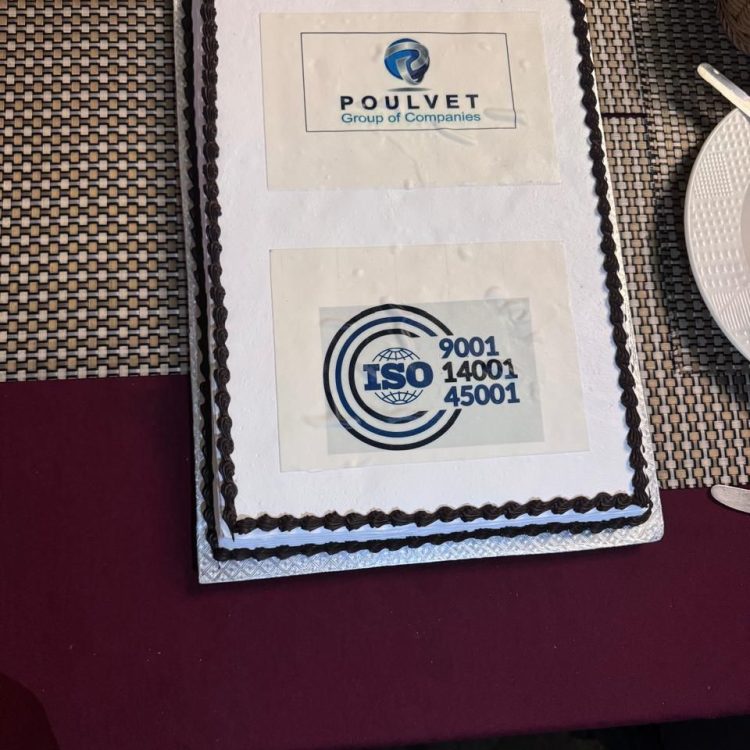 POULVET
Group of Companies
ISO
9001
14001
45001